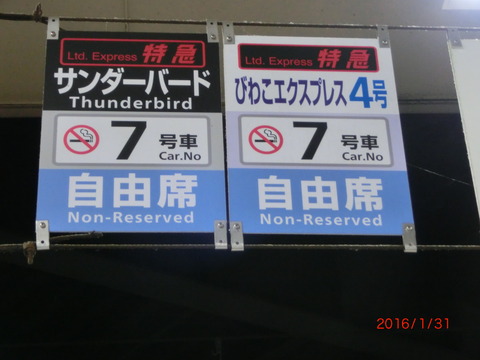 Ltd. Express 特急
サンダーバード
Thunderbird
7 号車
Car.No
自由席
Non-Reserved
Ltd. Express 特急
びわこエクスプレス 4号
7 号車
Car.No
自由席
Non-Reserved
2016/1/31